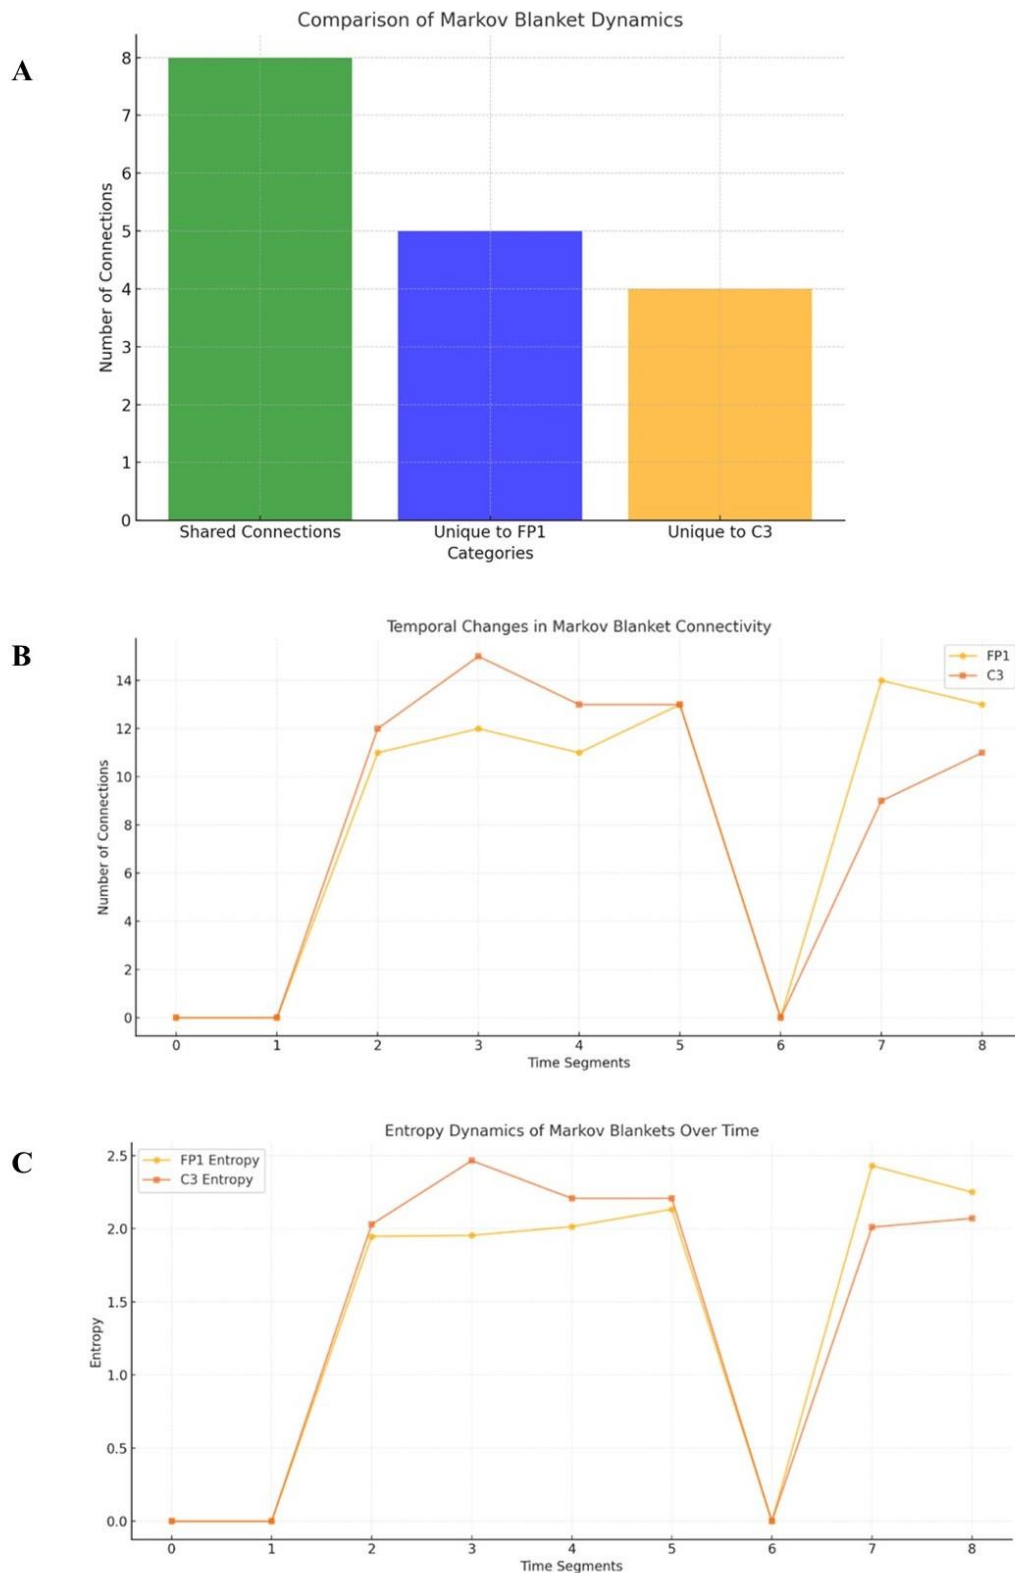 Comparison of Markov Blanket Dynamics
A
8
7
6
5
4
3
2
1
0
Number of Connections
Shared Connections Unique to FP1 Unique to C3
Categories
Temporal Changes in Markov Blanket Connectivity
B
FP1
C3
14
12
10
8
6
4
2
0
Number of Connections
0 1 2 3 4 5 6 7 8
Time Segments
Entropy Dynamics of Markov Blankets Over Time
C
FP1 Entropy
C3 Entropy
2.5
2.0
1.5
1.0
0.5
0.0
Entropy
0 1 2 3 4 5 6 7 8
Time Segments